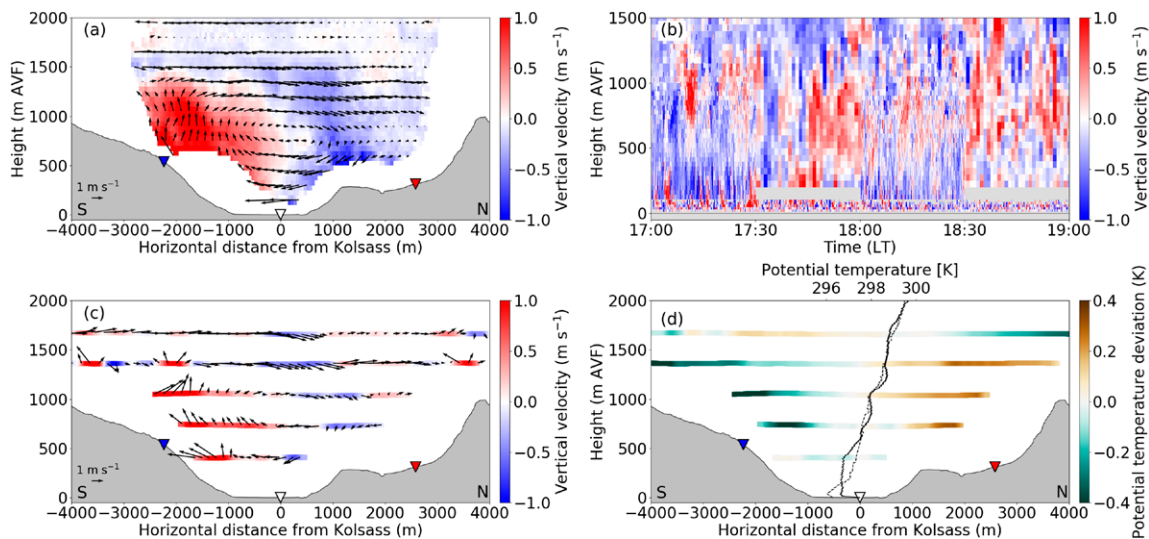 (a)
2000
1500
1000
500
0
Height (m AVF)
1 m s⁻¹
S
N
−4000 −3000 −2000 −1000 0 1000 2000 3000 4000
Horizontal distance from Kolsass (m)
1.0
0.5
0.0
−0.5
−1.0
Vertical velocity (m s⁻¹)
(b)
1500
1250
1000
750
500
250
0
Height (m AVF)
17:00 17:30 18:00 18:30 19:00
Time (LT)
1.0
0.5
0.0
−0.5
−1.0
Vertical velocity (m s⁻¹)
(c)
2000
1500
1000
500
0
Height (m AVF)
1 m s⁻¹
S
N
−4000 −3000 −2000 −1000 0 1000 2000 3000 4000
Horizontal distance from Kolsass (m)
1.0
0.5
0.0
−0.5
−1.0
Vertical velocity (m s⁻¹)
Potential temperature [K]
296 298 300
(d)
2000
1500
1000
500
0
Height (m AVF)
S
N
−4000 −3000 −2000 −1000 0 1000 2000 3000 4000
Horizontal distance from Kolsass (m)
0.4
0.2
0.0
−0.2
−0.4
Potential temperature deviation (K)